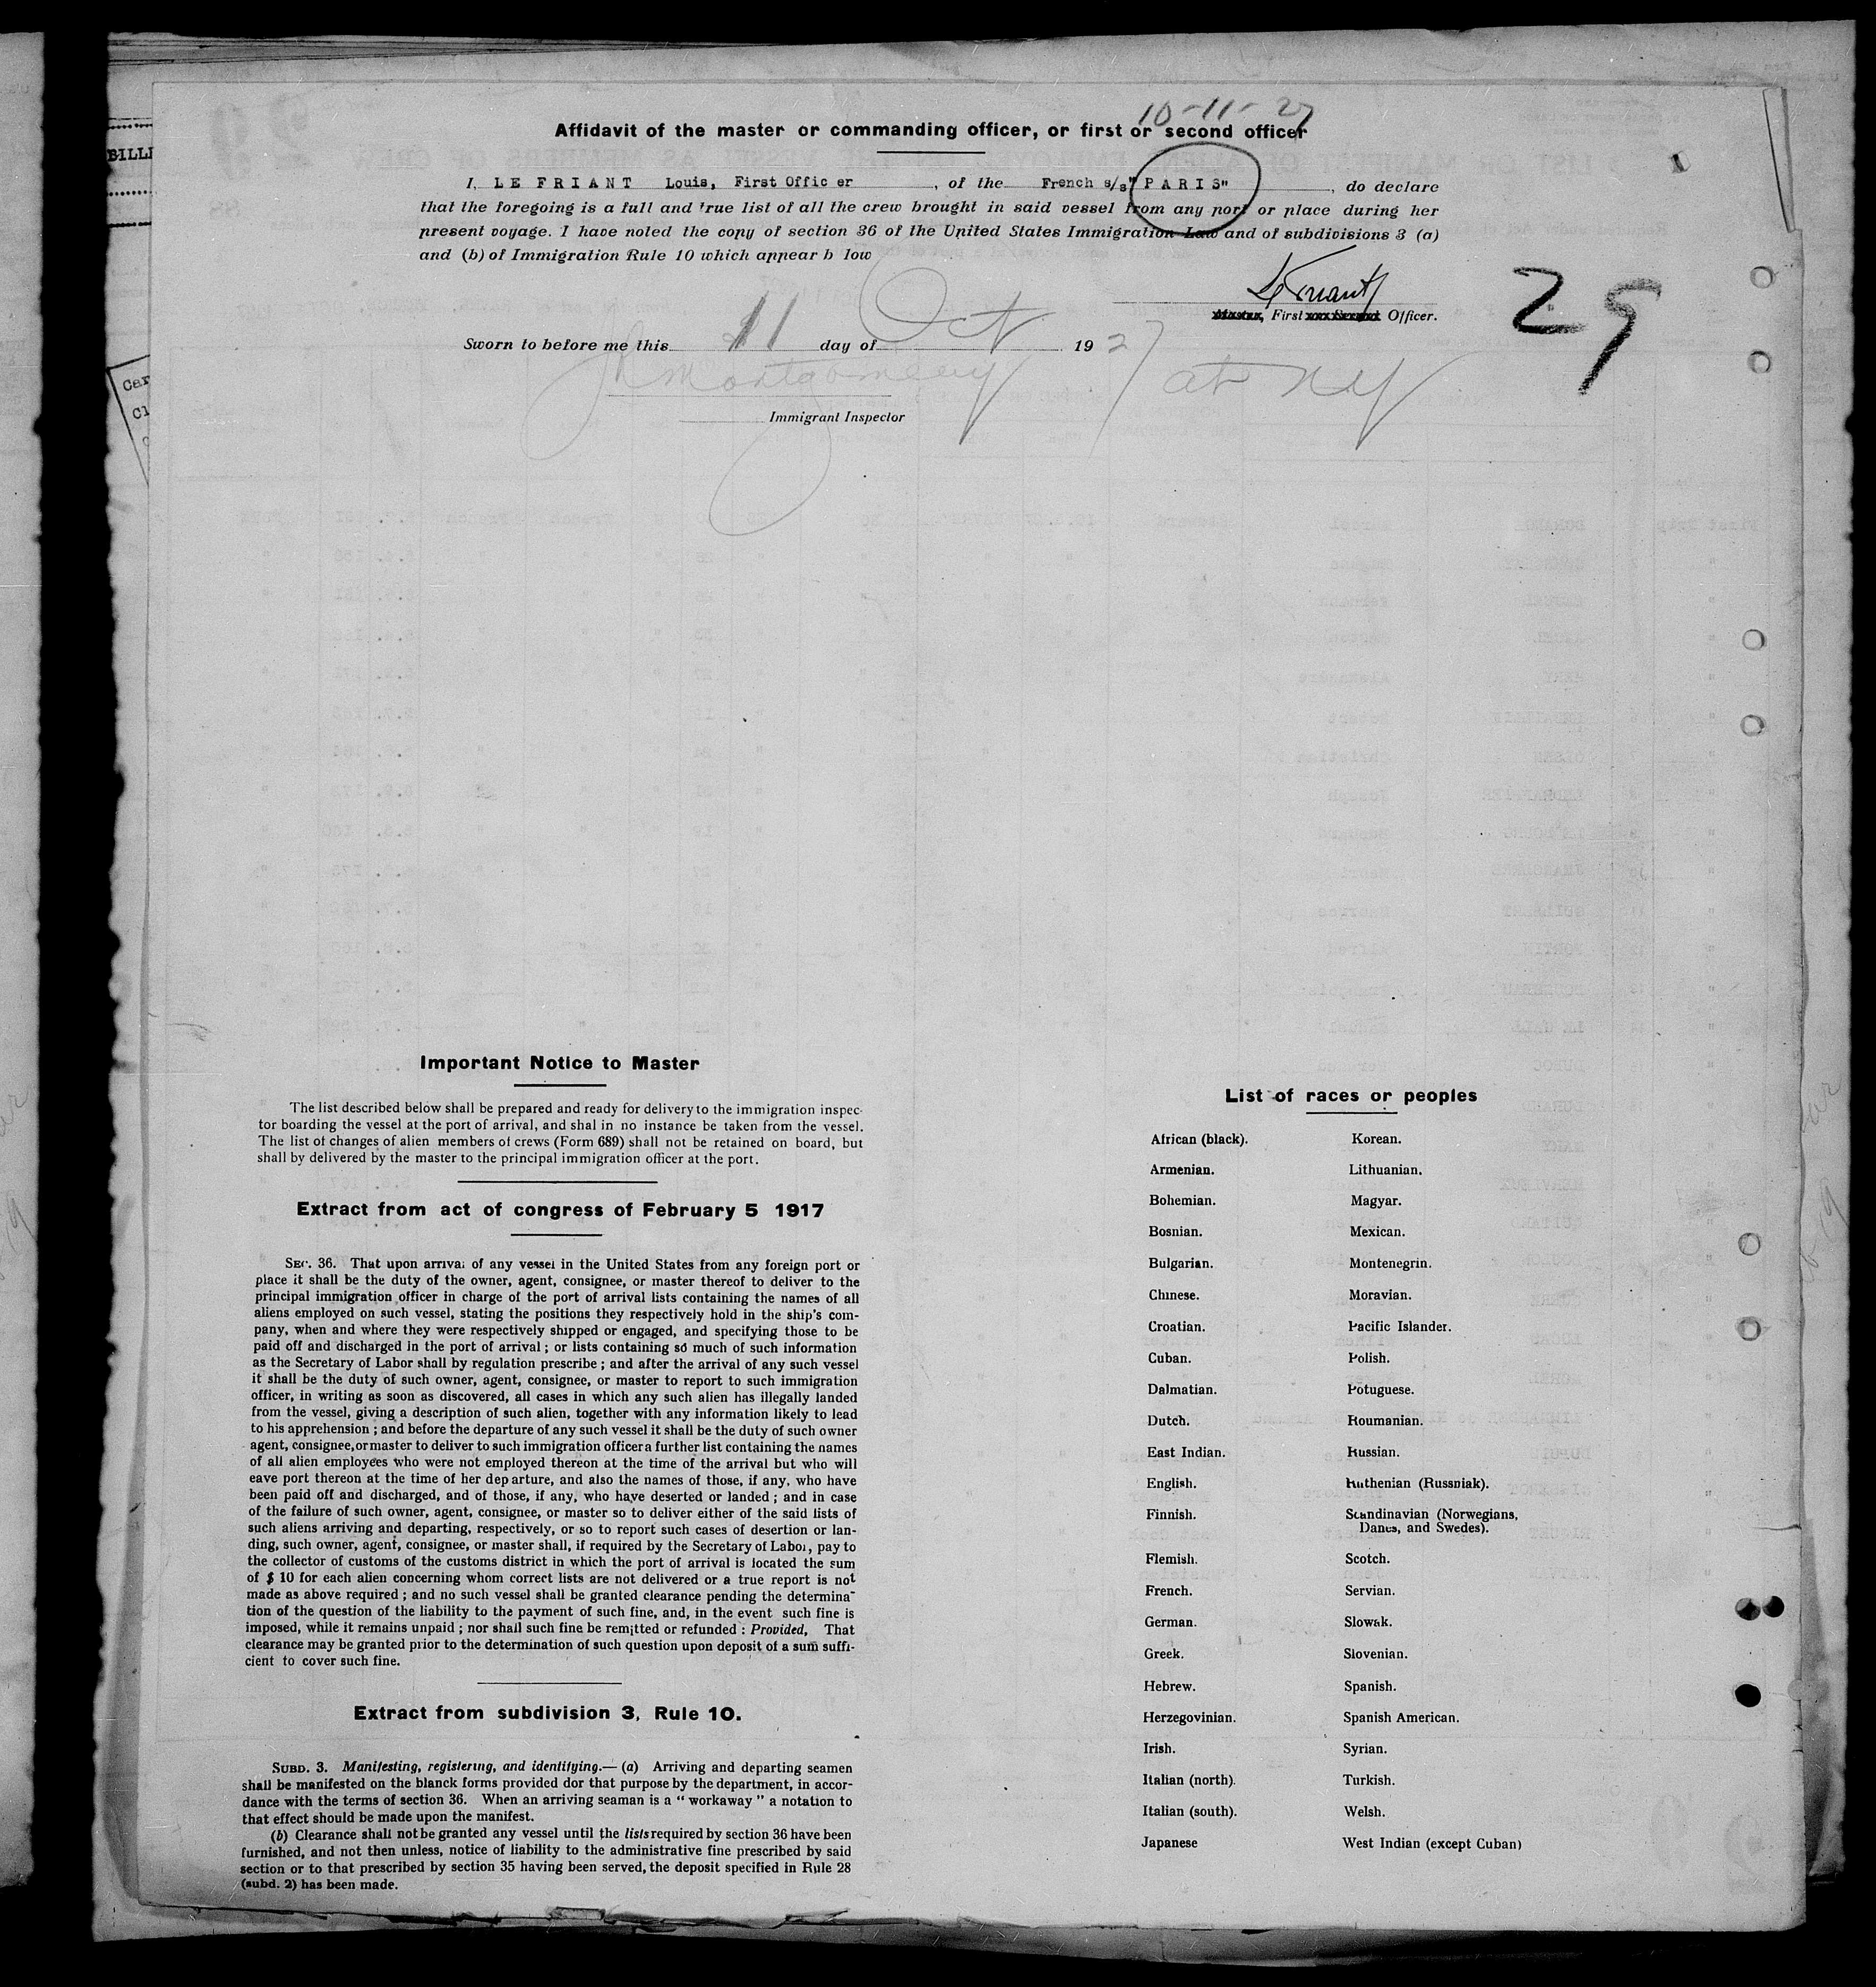 10-11-27
Affidavit of the master or commanding officer, or first or second officer
I, LE FRIANT Louis, First Offic er, of the French s/s "PARIS", do declare
that the foregoing is a full and true list of all the crew brought in said vessel from any port or place during her
present voyage. I have noted the copy of section 36 of the United States Immigration Law and of subdivisions 3 (a)
and (b) of Immigration Rule 10 which appear b low
Le Friant
Master, First or Second Officer.
29
Sworn to before me this 11 day of Oct 1927
Montgomery at NY
Immigrant Inspector
Important Notice to Master
The list described below shall be prepared and ready for delivery to the immigration inspec-
tor boarding the vessel at the port of arrival, and shal in no instance be taken from the vessel.
The list of changes of alien members of crews (Form 689) shall not be retained on board, but
shall by delivered by the master to the principal immigration officer at the port.
Extract from act of congress of February 5 1917
SEC. 36. That upon arrival of any vessel in the United States from any foreign port or
place it shall be the duty of the owner, agent, consignee, or master thereof to deliver to the
principal immigration officer in charge of the port of arrival lists containing the names of all
aliens employed on such vessel, stating the positions they respectively hold in the ship's com-
pany, when and where they were respectively shipped or engaged, and specifying those to be
paid off and discharged in the port of arrival ; or lists containing so much of such information
as the Secretary of Labor shall by regulation prescribe ; and after the arrival of any such vessel
it shall be the duty of such owner, agent, consignee, or master to report to such immigration
officer, in writing as soon as discovered, all cases in which any such alien has illegally landed
from the vessel, giving a description of such alien, together with any information likely to lead
to his apprehension ; and before the departure of any such vessel it shall be the duty of such owner
agent, consignee, or master to deliver to such immigration officer a further list containing the names
of all alien employees who were not employed thereon at the time of the arrival but who will
eave port thereon at the time of her dep arture, and also the names of those, if any, who have
been paid off and discharged, and of those, if any, who have deserted or landed ; and in case
of the failure of such owner, agent, consignee, or master so to deliver either of the said lists of
such aliens arriving and departing, respectively, or so to report such cases of desertion or lan-
ding, such owner, agent, consignee, or master shall, if required by the Secretary of Labor, pay to
the collector of customs of the customs district in which the port of arrival is located the sum
of $ 10 for each alien concerning whom correct lists are not delivered or a true report is not
made as above required ; and no such vessel shall be granted clearance pending the determina-
tion of the question of the liability to the payment of such fine, and, in the event such fine is
imposed, while it remains unpaid ; nor shall such fine be remitted or refunded : Provided, That
clearance may be granted prior to the determination of such question upon deposit of a sum suffi-
cient to cover such fine.
Extract from subdivision 3, Rule 10.
SUBD. 3. Manifesting, registering, and identifying.— (a) Arriving and departing seamen
shall be manifested on the blanck forms provided dor that purpose by the department, in accor-
dance with the terms of section 36. When an arriving seaman is a “ workaway ” a notation to
that effect should be made upon the manifest.
(b) Clearance shall not be granted any vessel until the lists required by section 36 have been
furnished, and not then unless, notice of liability to the administrative fine prescribed by said
section or to that prescribed by section 35 having been served, the deposit specified in Rule 28
(subd. 2) has been made.
List of races or peoples
African (black). Korean.
Armenian. Lithuanian.
Bohemian. Magyar.
Bosnian. Mexican.
Bulgarian. Montenegrin.
Chinese. Moravian.
Croatian. Pacific Islander.
Cuban. Polish.
Dalmatian. Potuguese.
Dutch. Roumanian.
East Indian. Russian.
English. Ruthenian (Russniak).
Finnish. Scandinavian (Norwegians,
Danes, and Swedes).
Flemish. Scotch.
French. Servian.
German. Slowak.
Greek. Slovenian.
Hebrew. Spanish.
Herzegovinian. Spanish American.
Irish. Syrian.
Italian (north). Turkish.
Italian (south). Welsh.
Japanese West Indian (except Cuban)